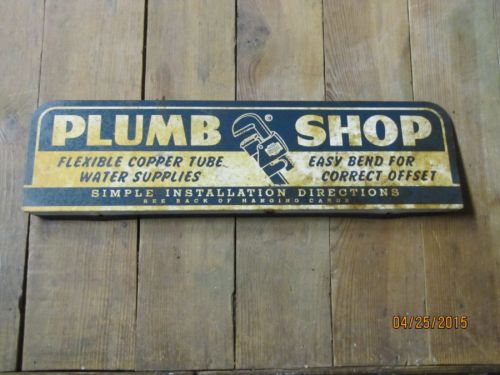 PLUMB SHOP
FLEXIBLE COPPER TUBE EASY BEND FOR
WATER SUPPLIES CORRECT OFFSET
SIMPLE INSTALLATION DIRECTIONS
SEE BACK OF HANGING CARDS
04/25/2015